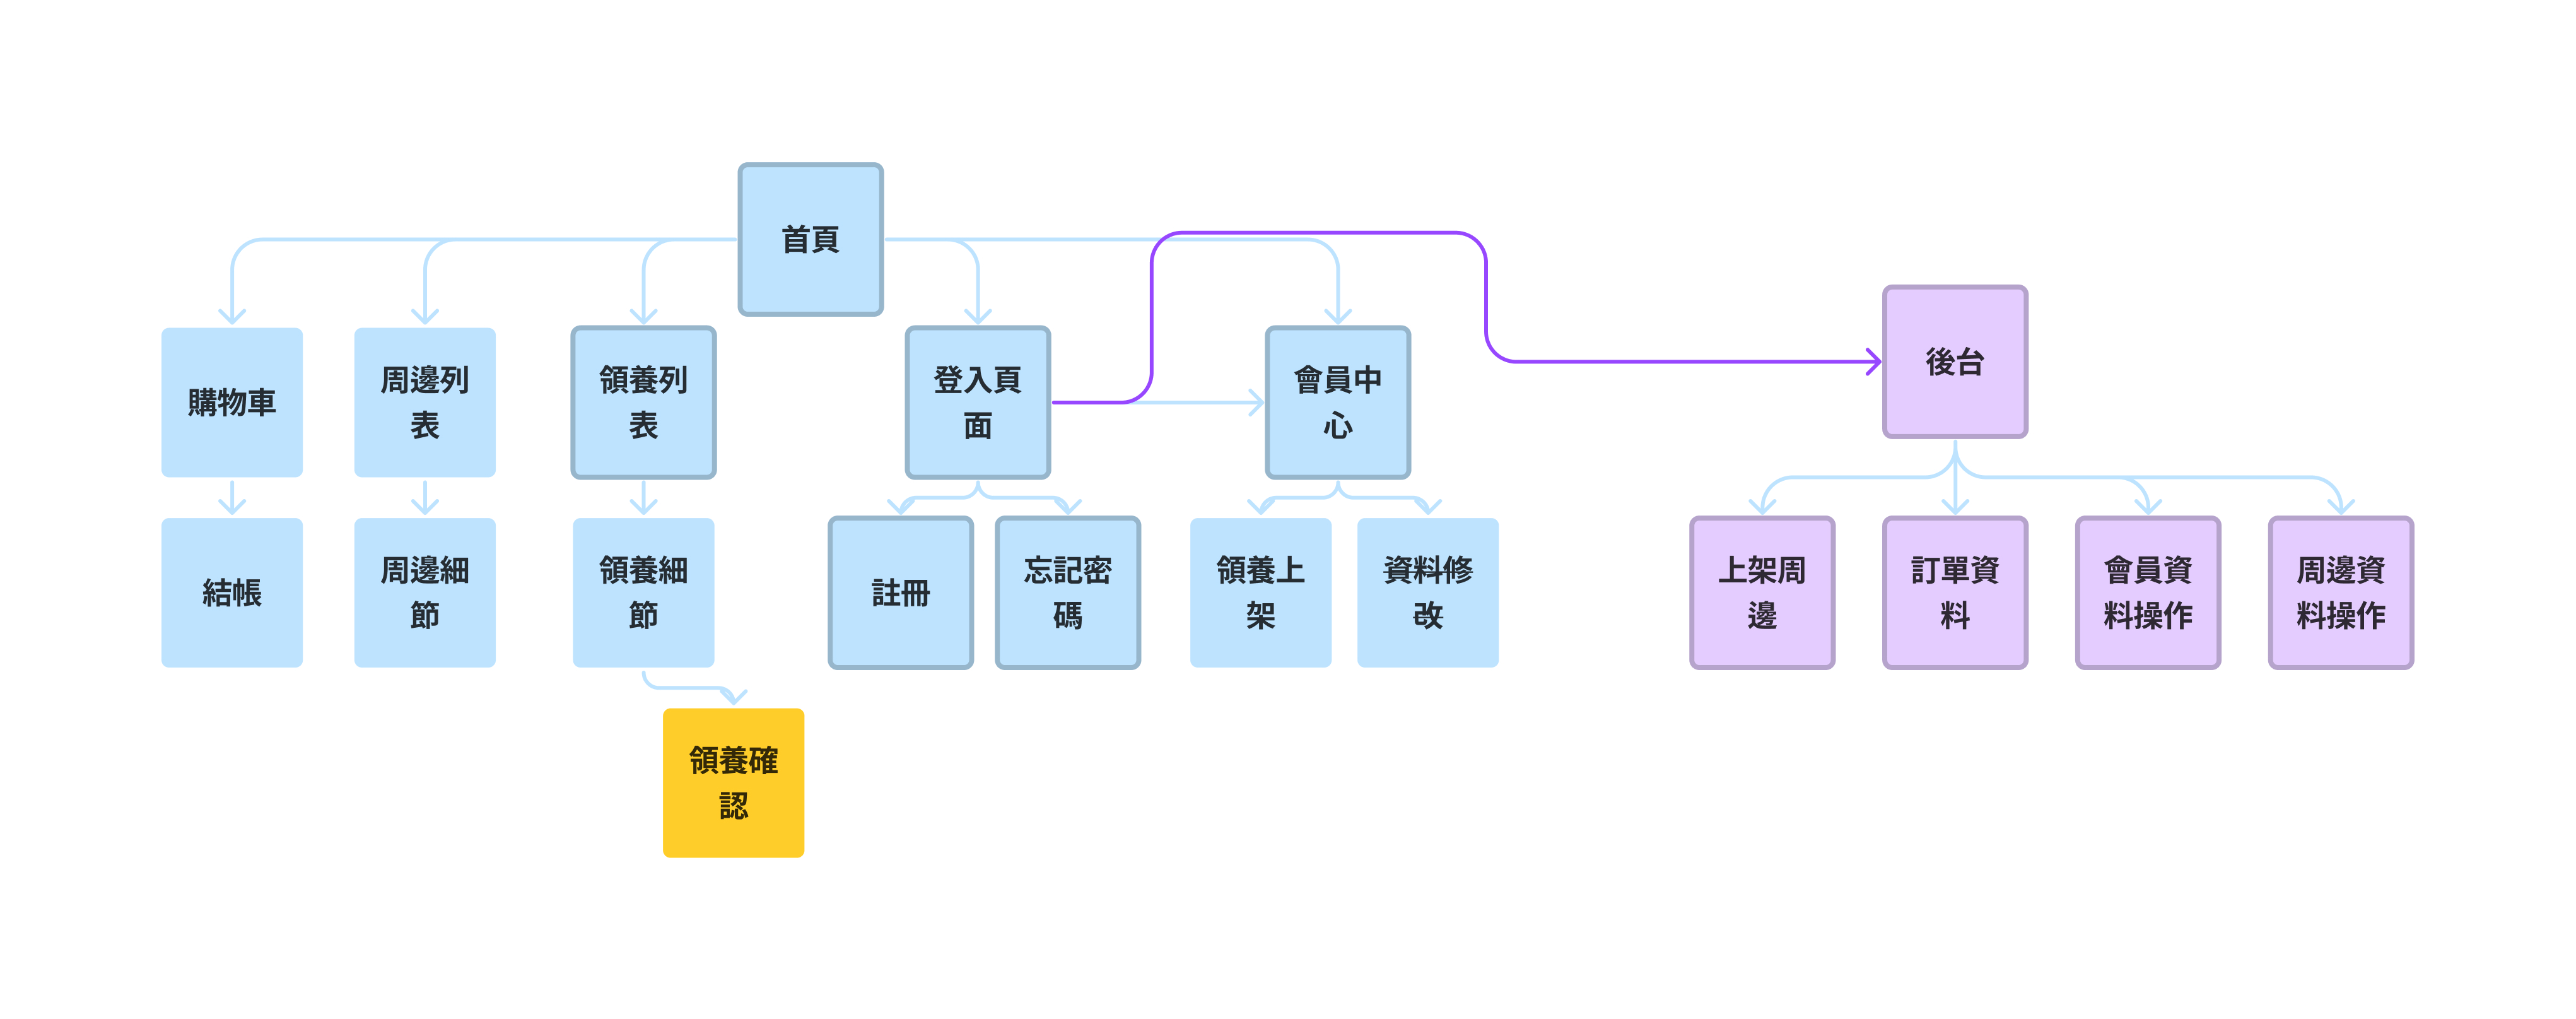 首頁
後台
購物車
周邊列
表
領養列
表
登入頁
面
會員中
心
結帳
周邊細
節
領養細
節
註冊
忘記密
碼
領養上
架
資料修
改
上架周
邊
訂單資
料
會員資
料操作
周邊資
料操作
領養確
認